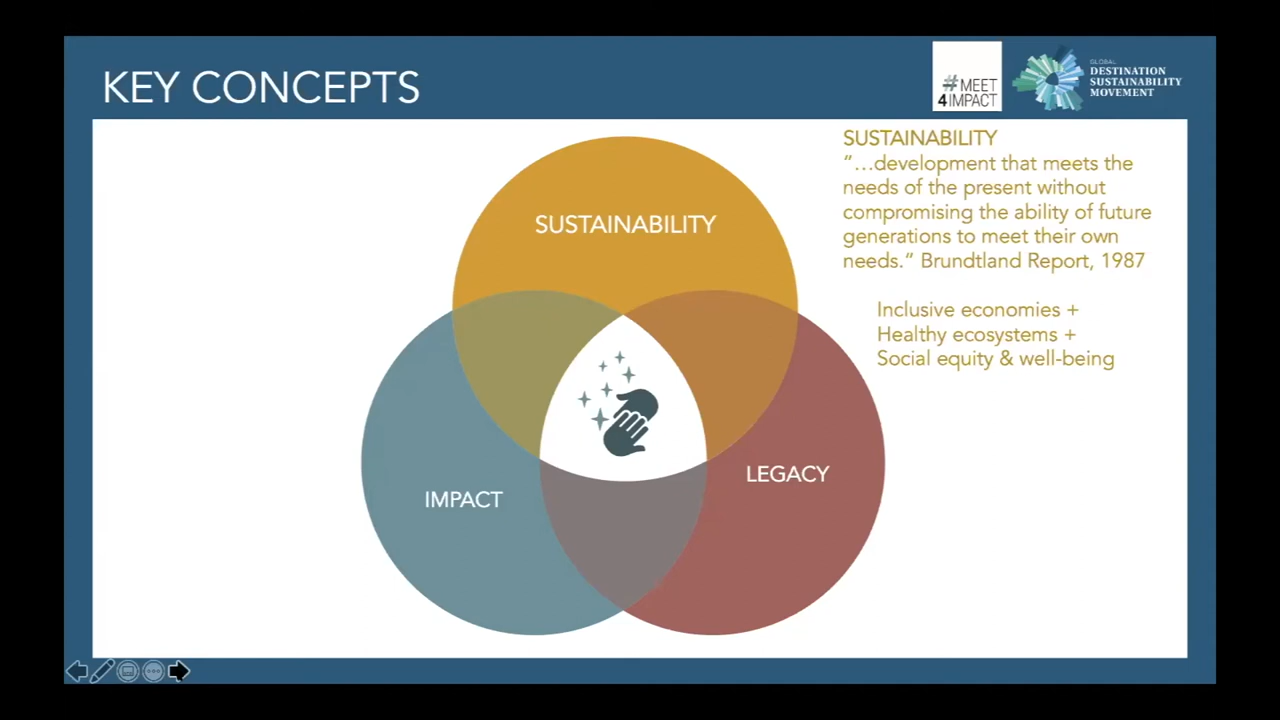 KEY CONCEPTS
#MEET
4IMPACT
GLOBAL
DESTINATION
SUSTAINABILITY
MOVEMENT
SUSTAINABILITY
“…development that meets the
needs of the present without
compromising the ability of future
generations to meet their own
needs.” Brundtland Report, 1987
Inclusive economies +
Healthy ecosystems +
Social equity & well-being
SUSTAINABILITY
IMPACT
LEGACY